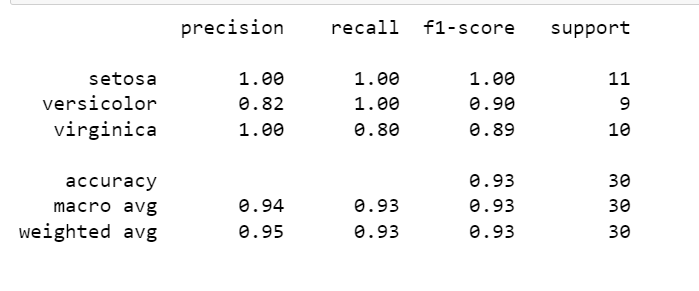 precision recall f1-score support
setosa 1.00 1.00 1.00 11
versicolor 0.82 1.00 0.90 9
virginica 1.00 0.80 0.89 10
accuracy 0.93 30
macro avg 0.94 0.93 0.93 30
weighted avg 0.95 0.93 0.93 30